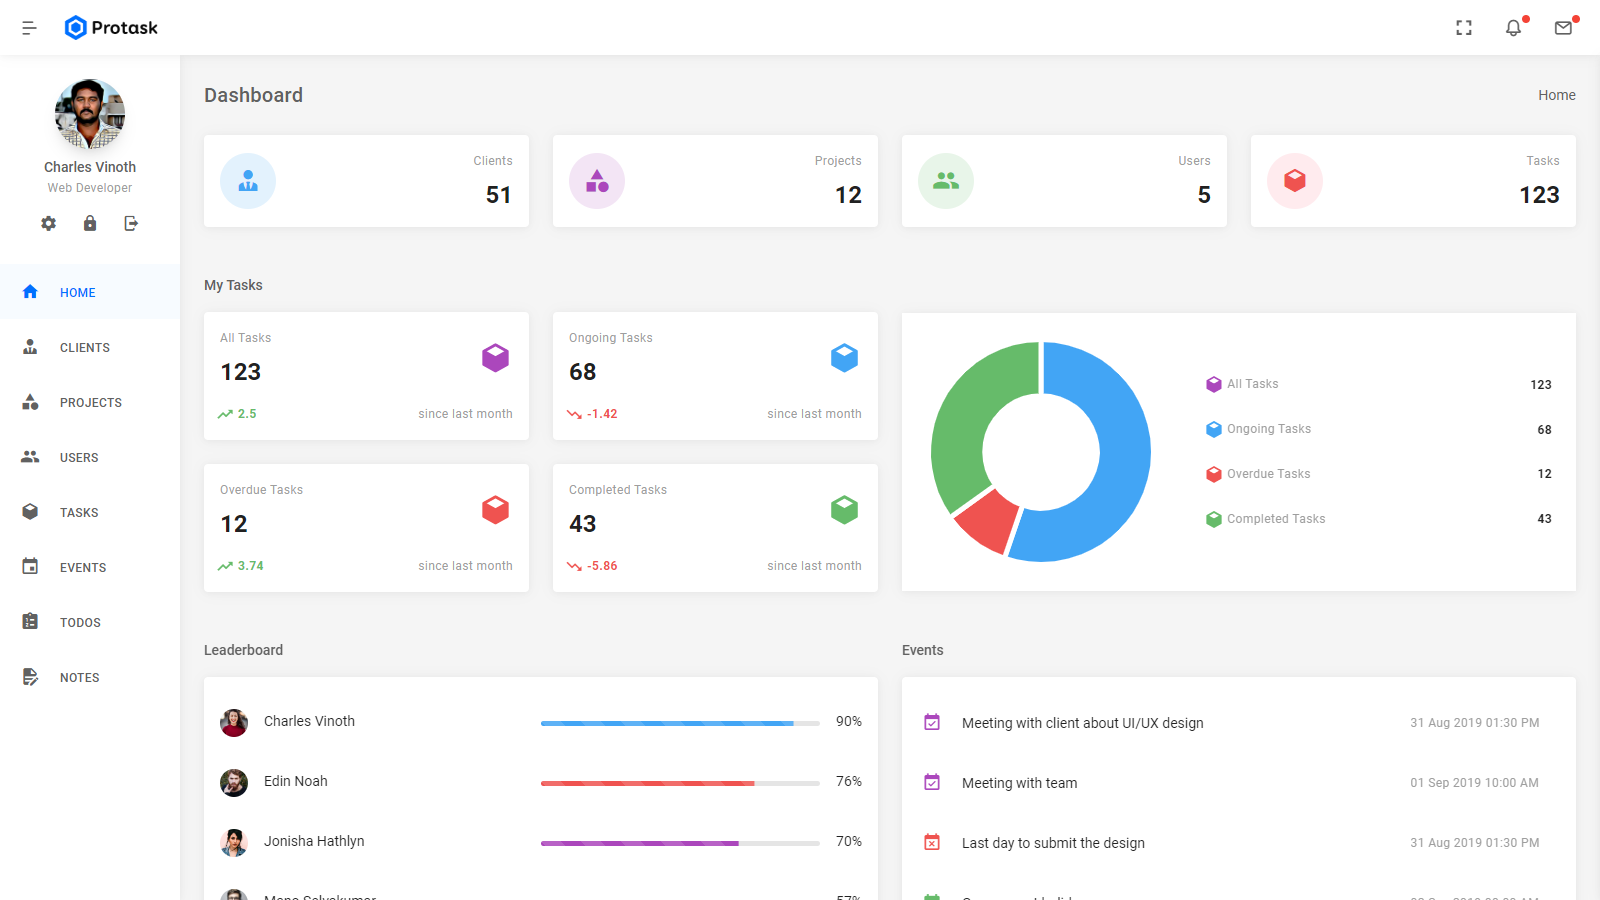 Protask
Charles Vinoth
Web Developer
HOME
CLIENTS
PROJECTS
USERS
TASKS
EVENTS
TODOS
NOTES
Dashboard
Home
Clients
51
Projects
12
Users
5
Tasks
123
My Tasks
All Tasks
123
2.5
since last month
Ongoing Tasks
68
-1.42
since last month
Overdue Tasks
12
3.74
since last month
Completed Tasks
43
-5.86
since last month
All Tasks 123
Ongoing Tasks 68
Overdue Tasks 12
Completed Tasks 43
Leaderboard
Charles Vinoth 90%
Edin Noah 76%
Jonisha Hathlyn 70%
Events
Meeting with client about UI/UX design 31 Aug 2019 01:30 PM
Meeting with team 01 Sep 2019 10:00 AM
Last day to submit the design 31 Aug 2019 01:30 PM